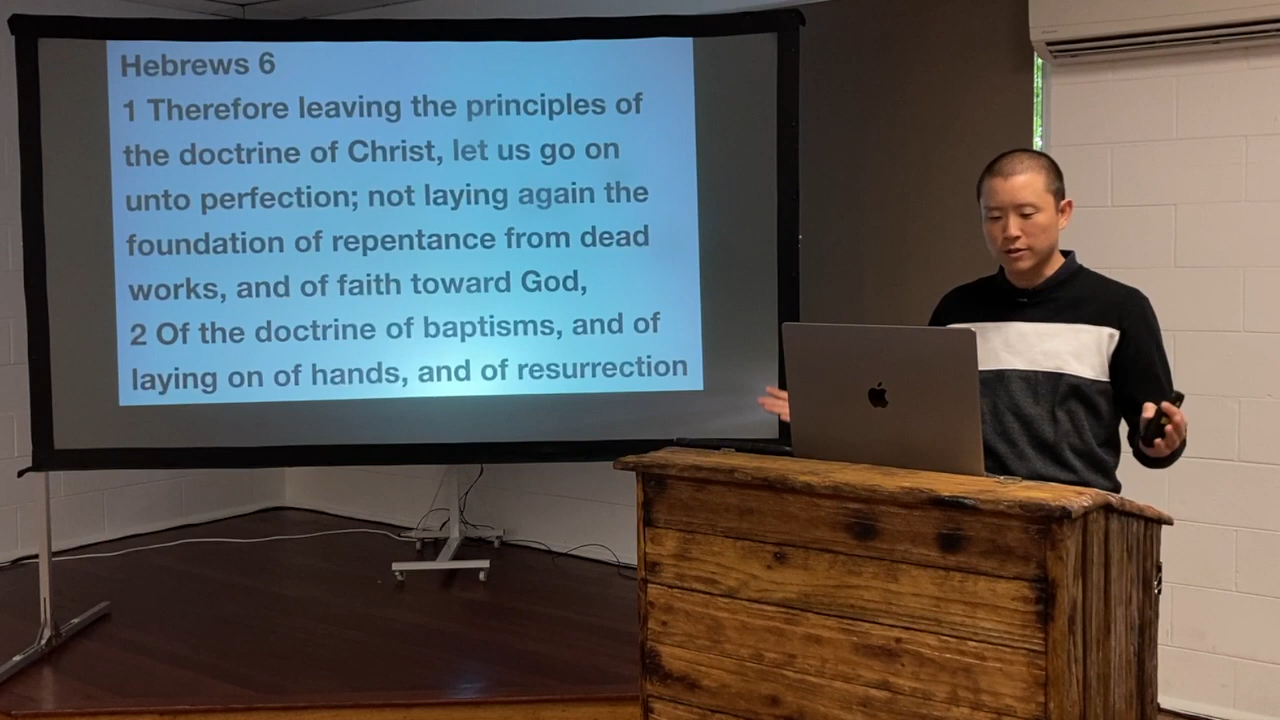 Hebrews 6
1 Therefore leaving the principles of
the doctrine of Christ, let us go on
unto perfection; not laying again the
foundation of repentance from dead
works, and of faith toward God,
2 Of the doctrine of baptisms, and of
laying on of hands, and of resurrection